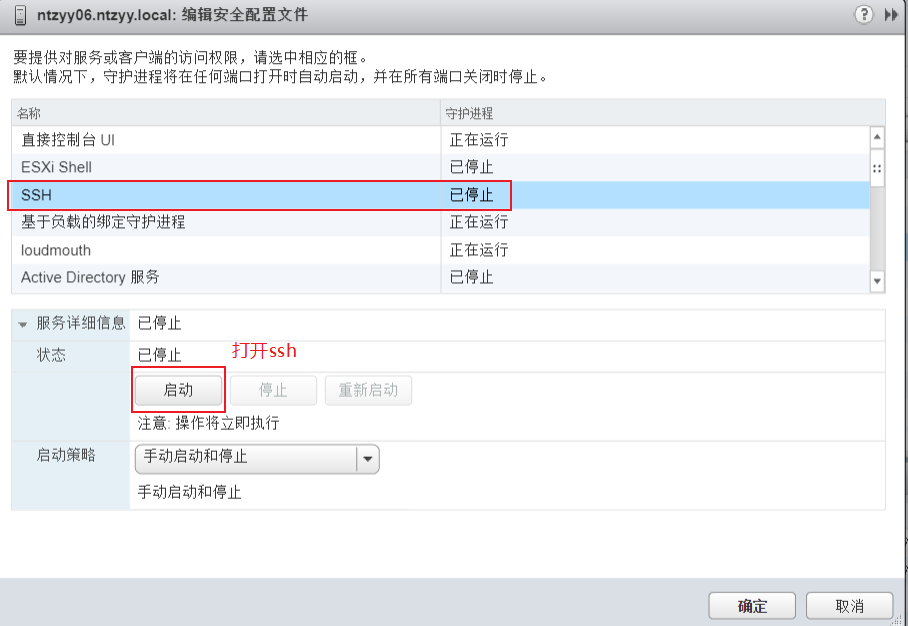 ntzyy06.ntzyy.local: 编辑安全配置文件
要提供对服务或客户端的访问权限，请选中相应的框。
默认情况下，守护进程将在任何端口打开时自动启动，并在所有端口关闭时停止。
名称 守护进程
直接控制台 UI 正在运行
ESXi Shell 已停止
SSH 已停止
基于负载的绑定守护进程 正在运行
loudmouth 正在运行
Active Directory 服务 已停止
服务详细信息 已停止
状态 已停止 打开ssh
启动 停止 重新启动
注意: 操作将立即执行
启动策略 手动启动和停止
手动启动和停止
确定 取消